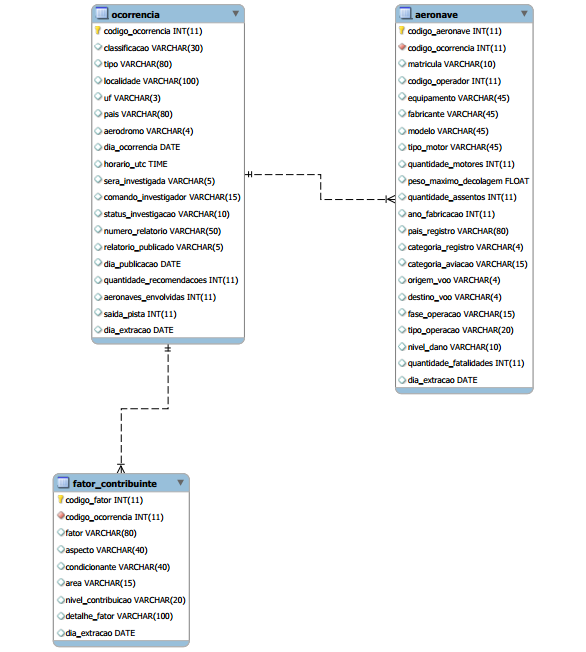 ocorrencia
codigo_ocorrencia INT(11)
classificacao VARCHAR(30)
tipo VARCHAR(80)
localidade VARCHAR(100)
uf VARCHAR(3)
pais VARCHAR(80)
aerodromo VARCHAR(4)
dia_ocorrencia DATE
horario_utc TIME
sera_investigada VARCHAR(5)
comando_investigador VARCHAR(15)
status_investigacao VARCHAR(10)
numero_relatorio VARCHAR(50)
relatorio_publicado VARCHAR(5)
dia_publicacao DATE
quantidade_recomendacoes INT(11)
aeronaves_envolvidas INT(11)
saida_pista INT(11)
dia_extracao DATE
aeronave
codigo_aeronave INT(11)
codigo_ocorrencia INT(11)
matricula VARCHAR(10)
codigo_operador INT(11)
equipamento VARCHAR(45)
fabricante VARCHAR(45)
modelo VARCHAR(45)
tipo_motor VARCHAR(45)
quantidade_motores INT(11)
peso_maximo_decolagem FLOAT
quantidade_assentos INT(11)
ano_fabricacao INT(11)
pais_registro VARCHAR(80)
categoria_registro VARCHAR(4)
categoria_aviacao VARCHAR(15)
origem_voo VARCHAR(4)
destino_voo VARCHAR(4)
fase_operacao VARCHAR(15)
tipo_operacao VARCHAR(20)
nivel_dano VARCHAR(10)
quantidade_fatalidades INT(11)
dia_extracao DATE
fator_contribuinte
codigo_fator INT(11)
codigo_ocorrencia INT(11)
fator VARCHAR(80)
aspecto VARCHAR(40)
condicionante VARCHAR(40)
area VARCHAR(15)
nivel_contribuicao VARCHAR(20)
detalhe_fator VARCHAR(100)
dia_extracao DATE